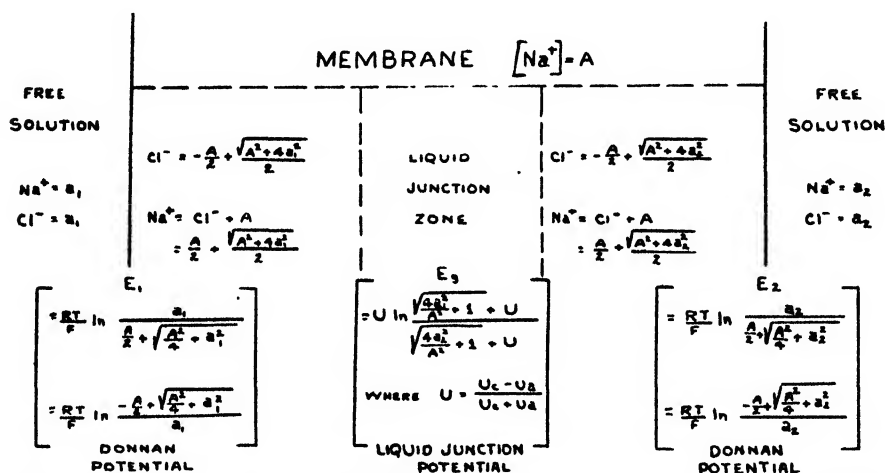 MEMBRANE [Na⁺]=A
FREE
SOLUTION
Na⁺= a₁
Cl⁻= a₁
Cl⁻ = -A/2 + √(A²+4a₁²)/2
Na⁺= Cl⁻ + A
= A/2 + √(A²+4a₁²)/2
LIQUID
JUNCTION
ZONE
Cl⁻ = -A/2 + √(A²+4a₂²)/2
Na⁺= Cl⁻ + A
= A/2 + √(A²+4a₂²)/2
FREE
SOLUTION
Na⁺= a₂
Cl⁻ = a₂
E₁
= RT/F ln a₁/(A/2 + √(A²/4 + a₁²))
= RT/F ln (-A/2 + √(A²/4 + a₁²))/a₁
DONNAN
POTENTIAL
E₃
= U ln (√(4a₁²/A² + 1) + U)/(√(4a₂²/A² + 1) + U)
WHERE U = (Uc - Ua)/(Uc + Ua)
LIQUID JUNCTION
POTENTIAL
E₂
= RT/F ln a₂/(A/2 + √(A²/4 + a₂²))
= RT/F ln (-A/2 + √(A²/4 + a₂²))/a₂
DONNAN
POTENTIAL